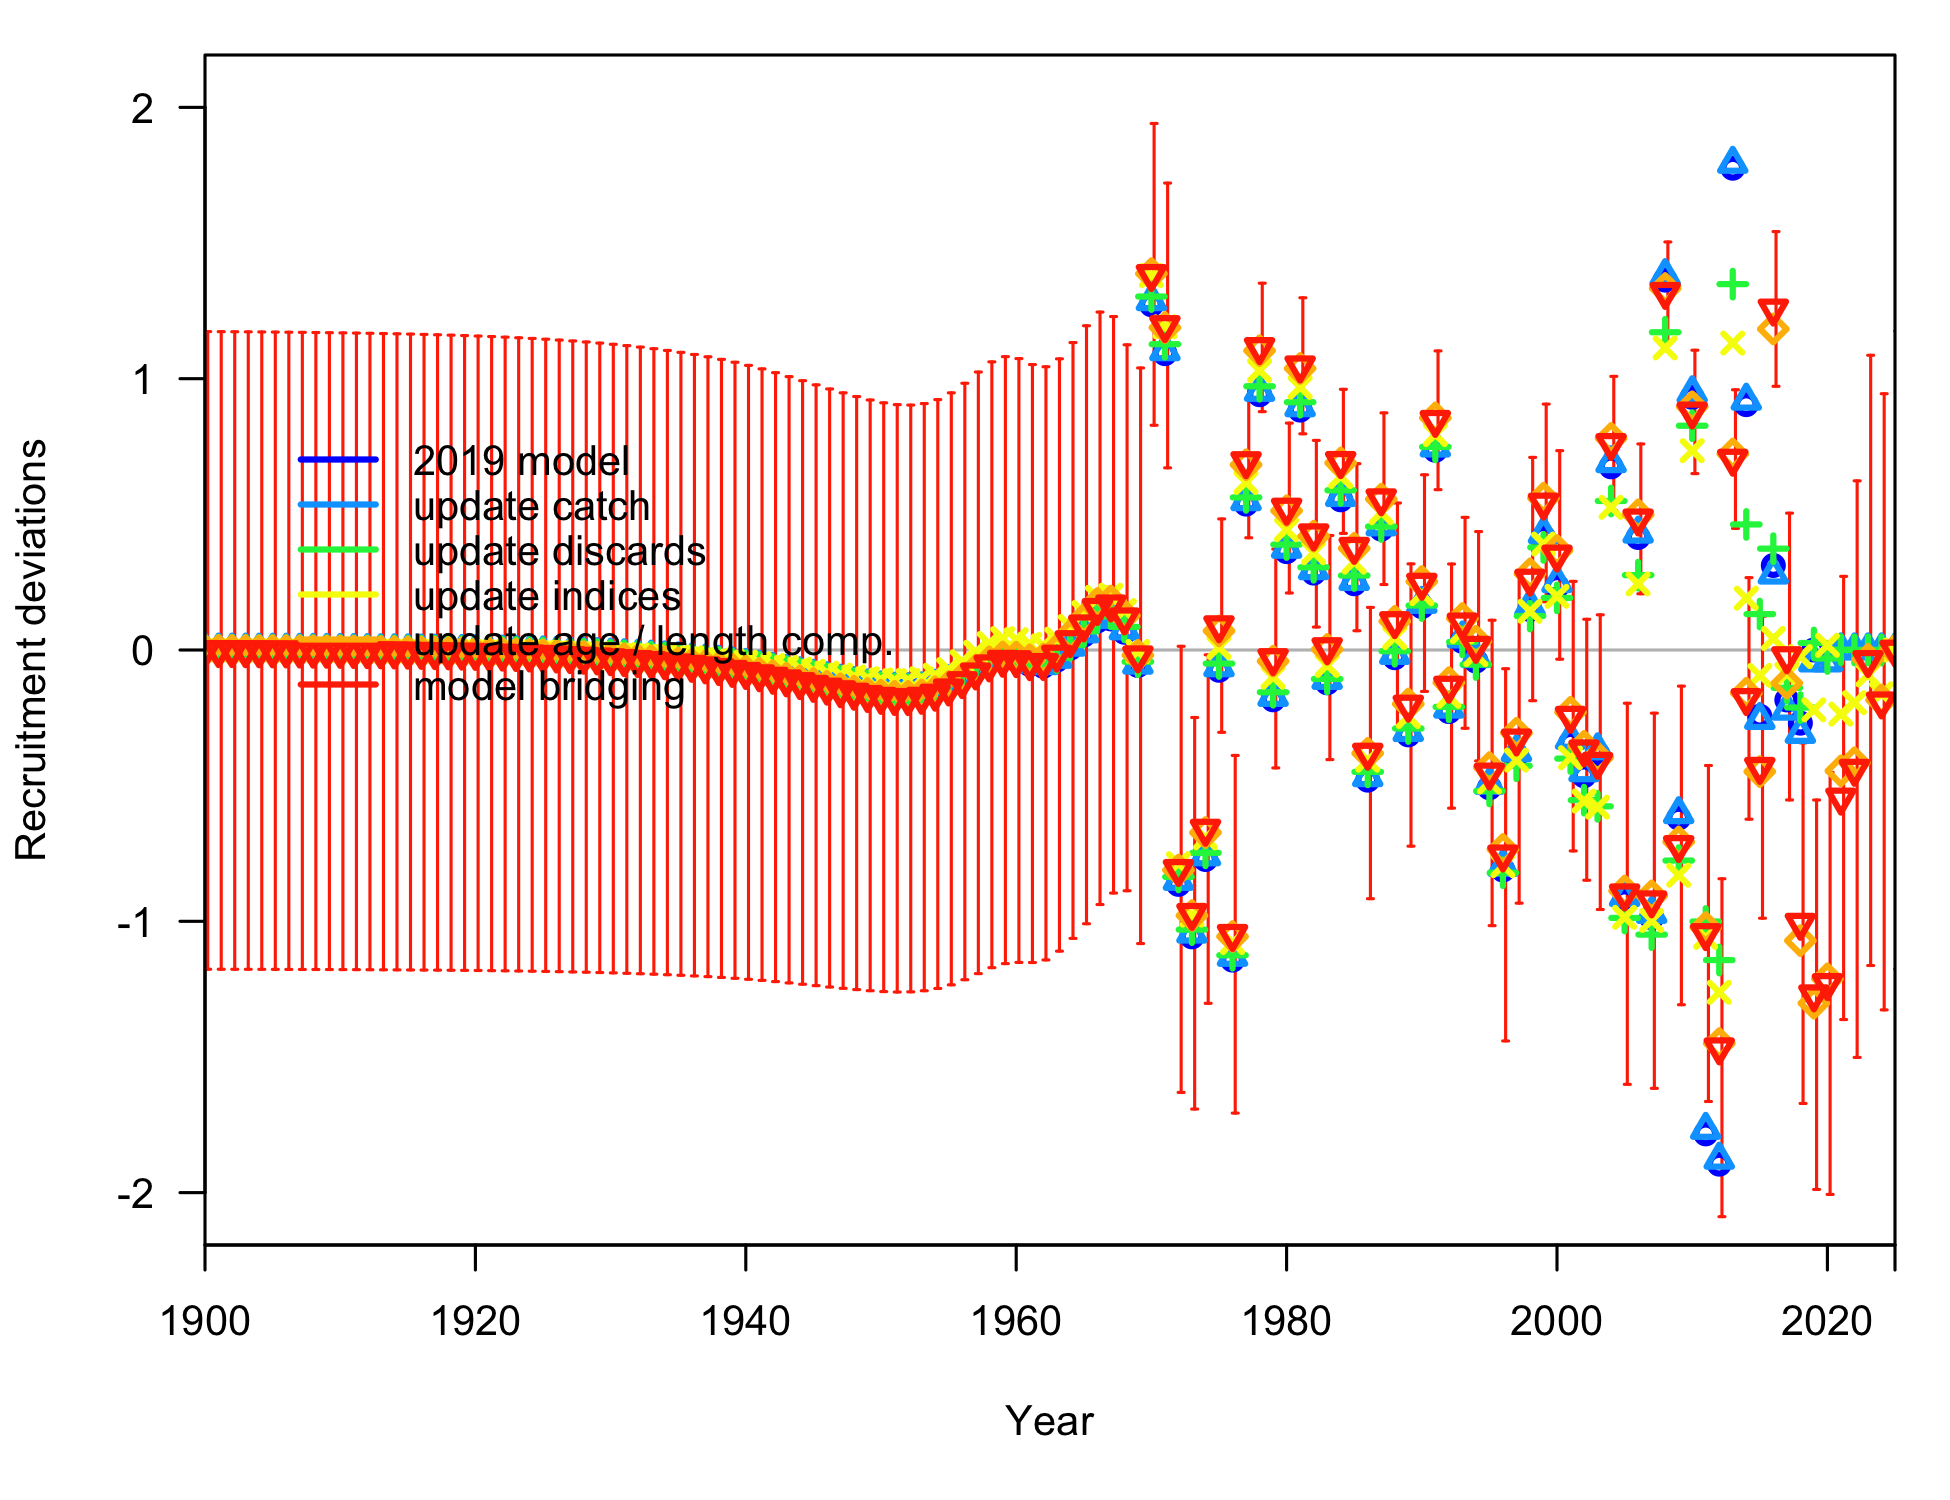 Recruitment deviations
2
1
0
-1
-2
2019 model
update catch
update discards
update indices
update age / length comp.
model bridging
1900 1920 1940 1960 1980 2000 2020
Year